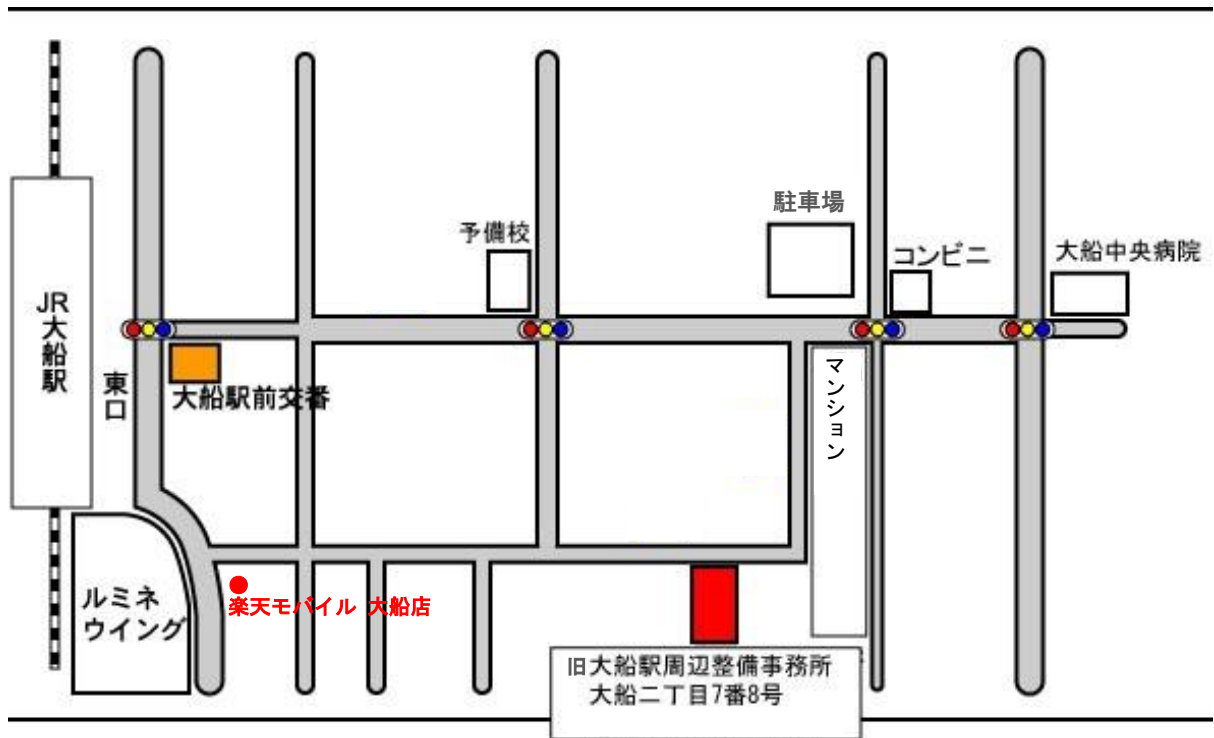 駐車場
予備校
コンビニ
大船中央病院
JR大船駅
東口
大船駅前交番
マンション
ルミネ
ウイング
楽天モバイル 大船店
旧大船駅周辺整備事務所
大船二丁目7番8号